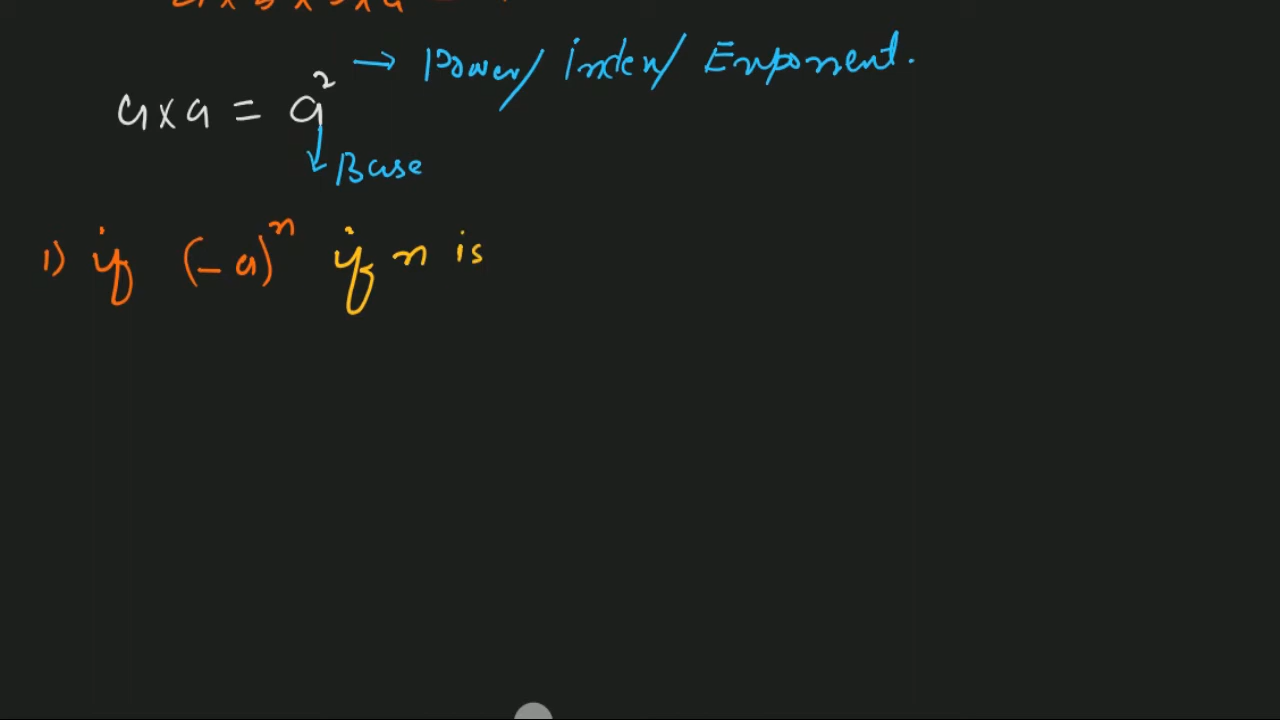 → Power/ index/ Exponent.
a x a = a²
Base
1) if (- a)ⁿ if n is